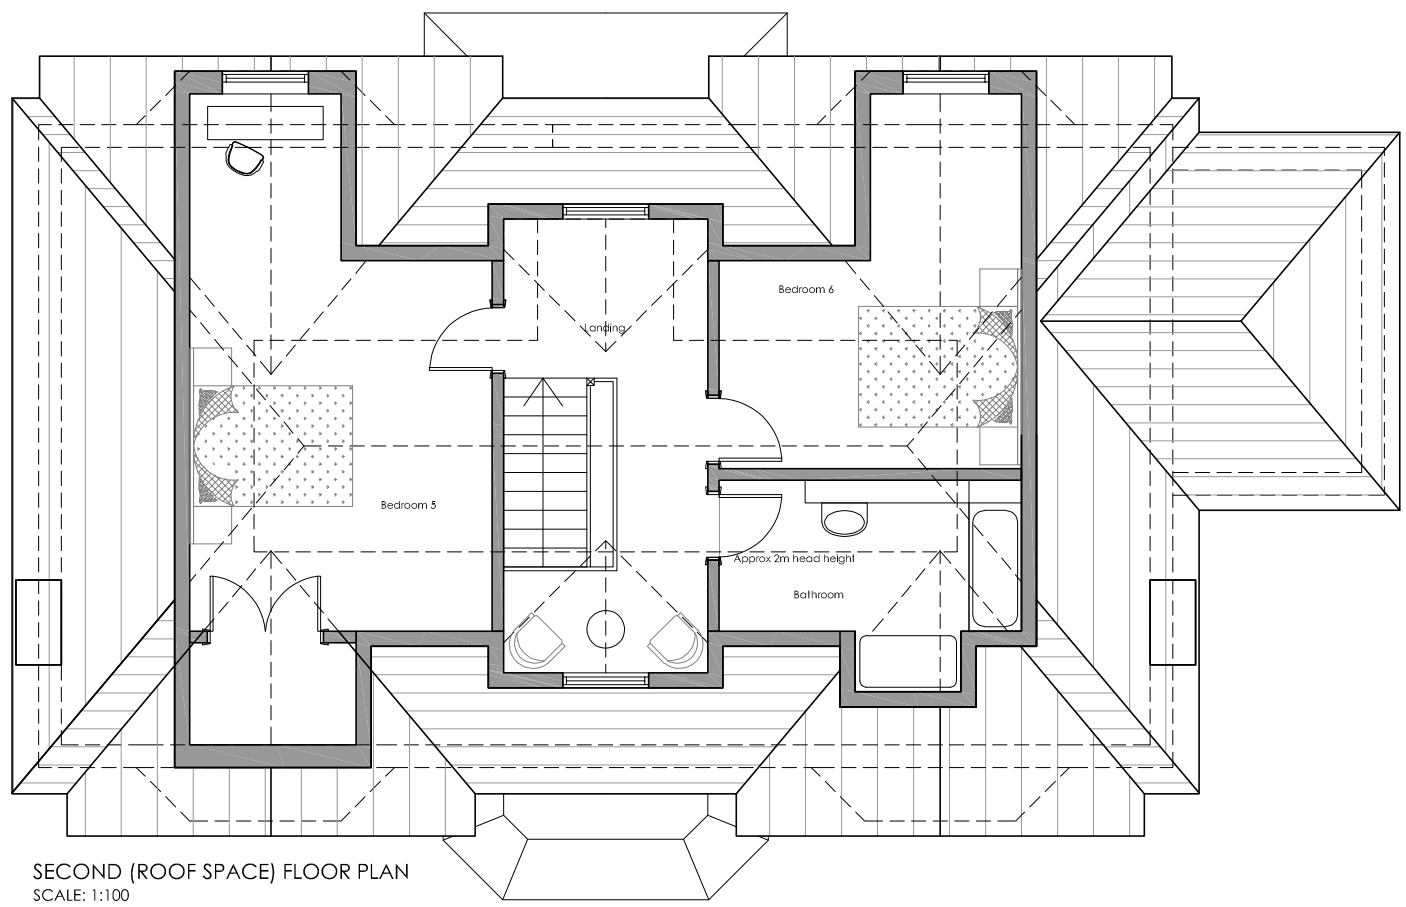 Bedroom 6
Landing
Bedroom 5
Approx 2m head height
Bathroom
SECOND (ROOF SPACE) FLOOR PLAN
SCALE: 1:100